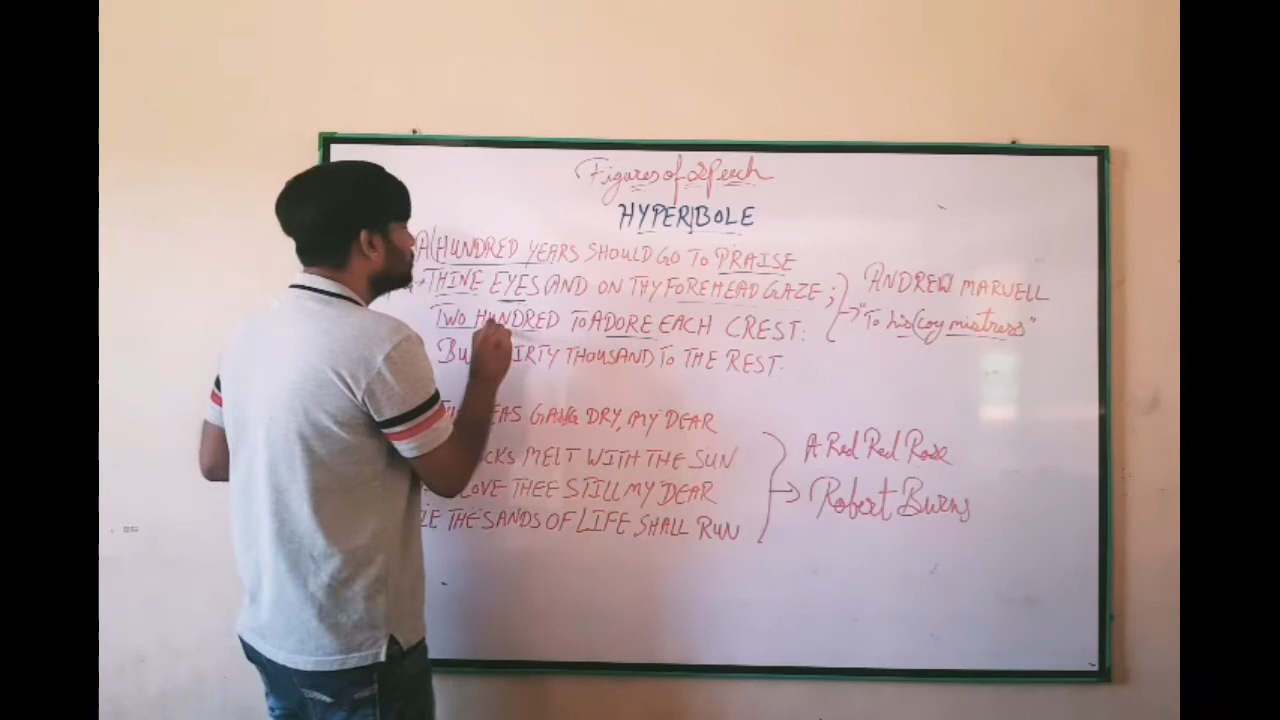 Figures of Speech
HYPERBOLE
A HUNDRED YEARS SHOULD GO TO PRAISE
THINE EYES AND ON THY FOREHEAD GAZE;
TWO HUNDRED TO ADORE EACH CREST:
BU IRTY THOUSAND TO THE REST.
ANDREW MARVELL
"To his Coy mistress"
EAS GANG DRY, MY DEAR
CKS MELT WITH THE SUN
LOVE THEE STILL MY DEAR
LE THE SANDS OF LIFE SHALL RUN
A Red Red Rose
Robert Burns